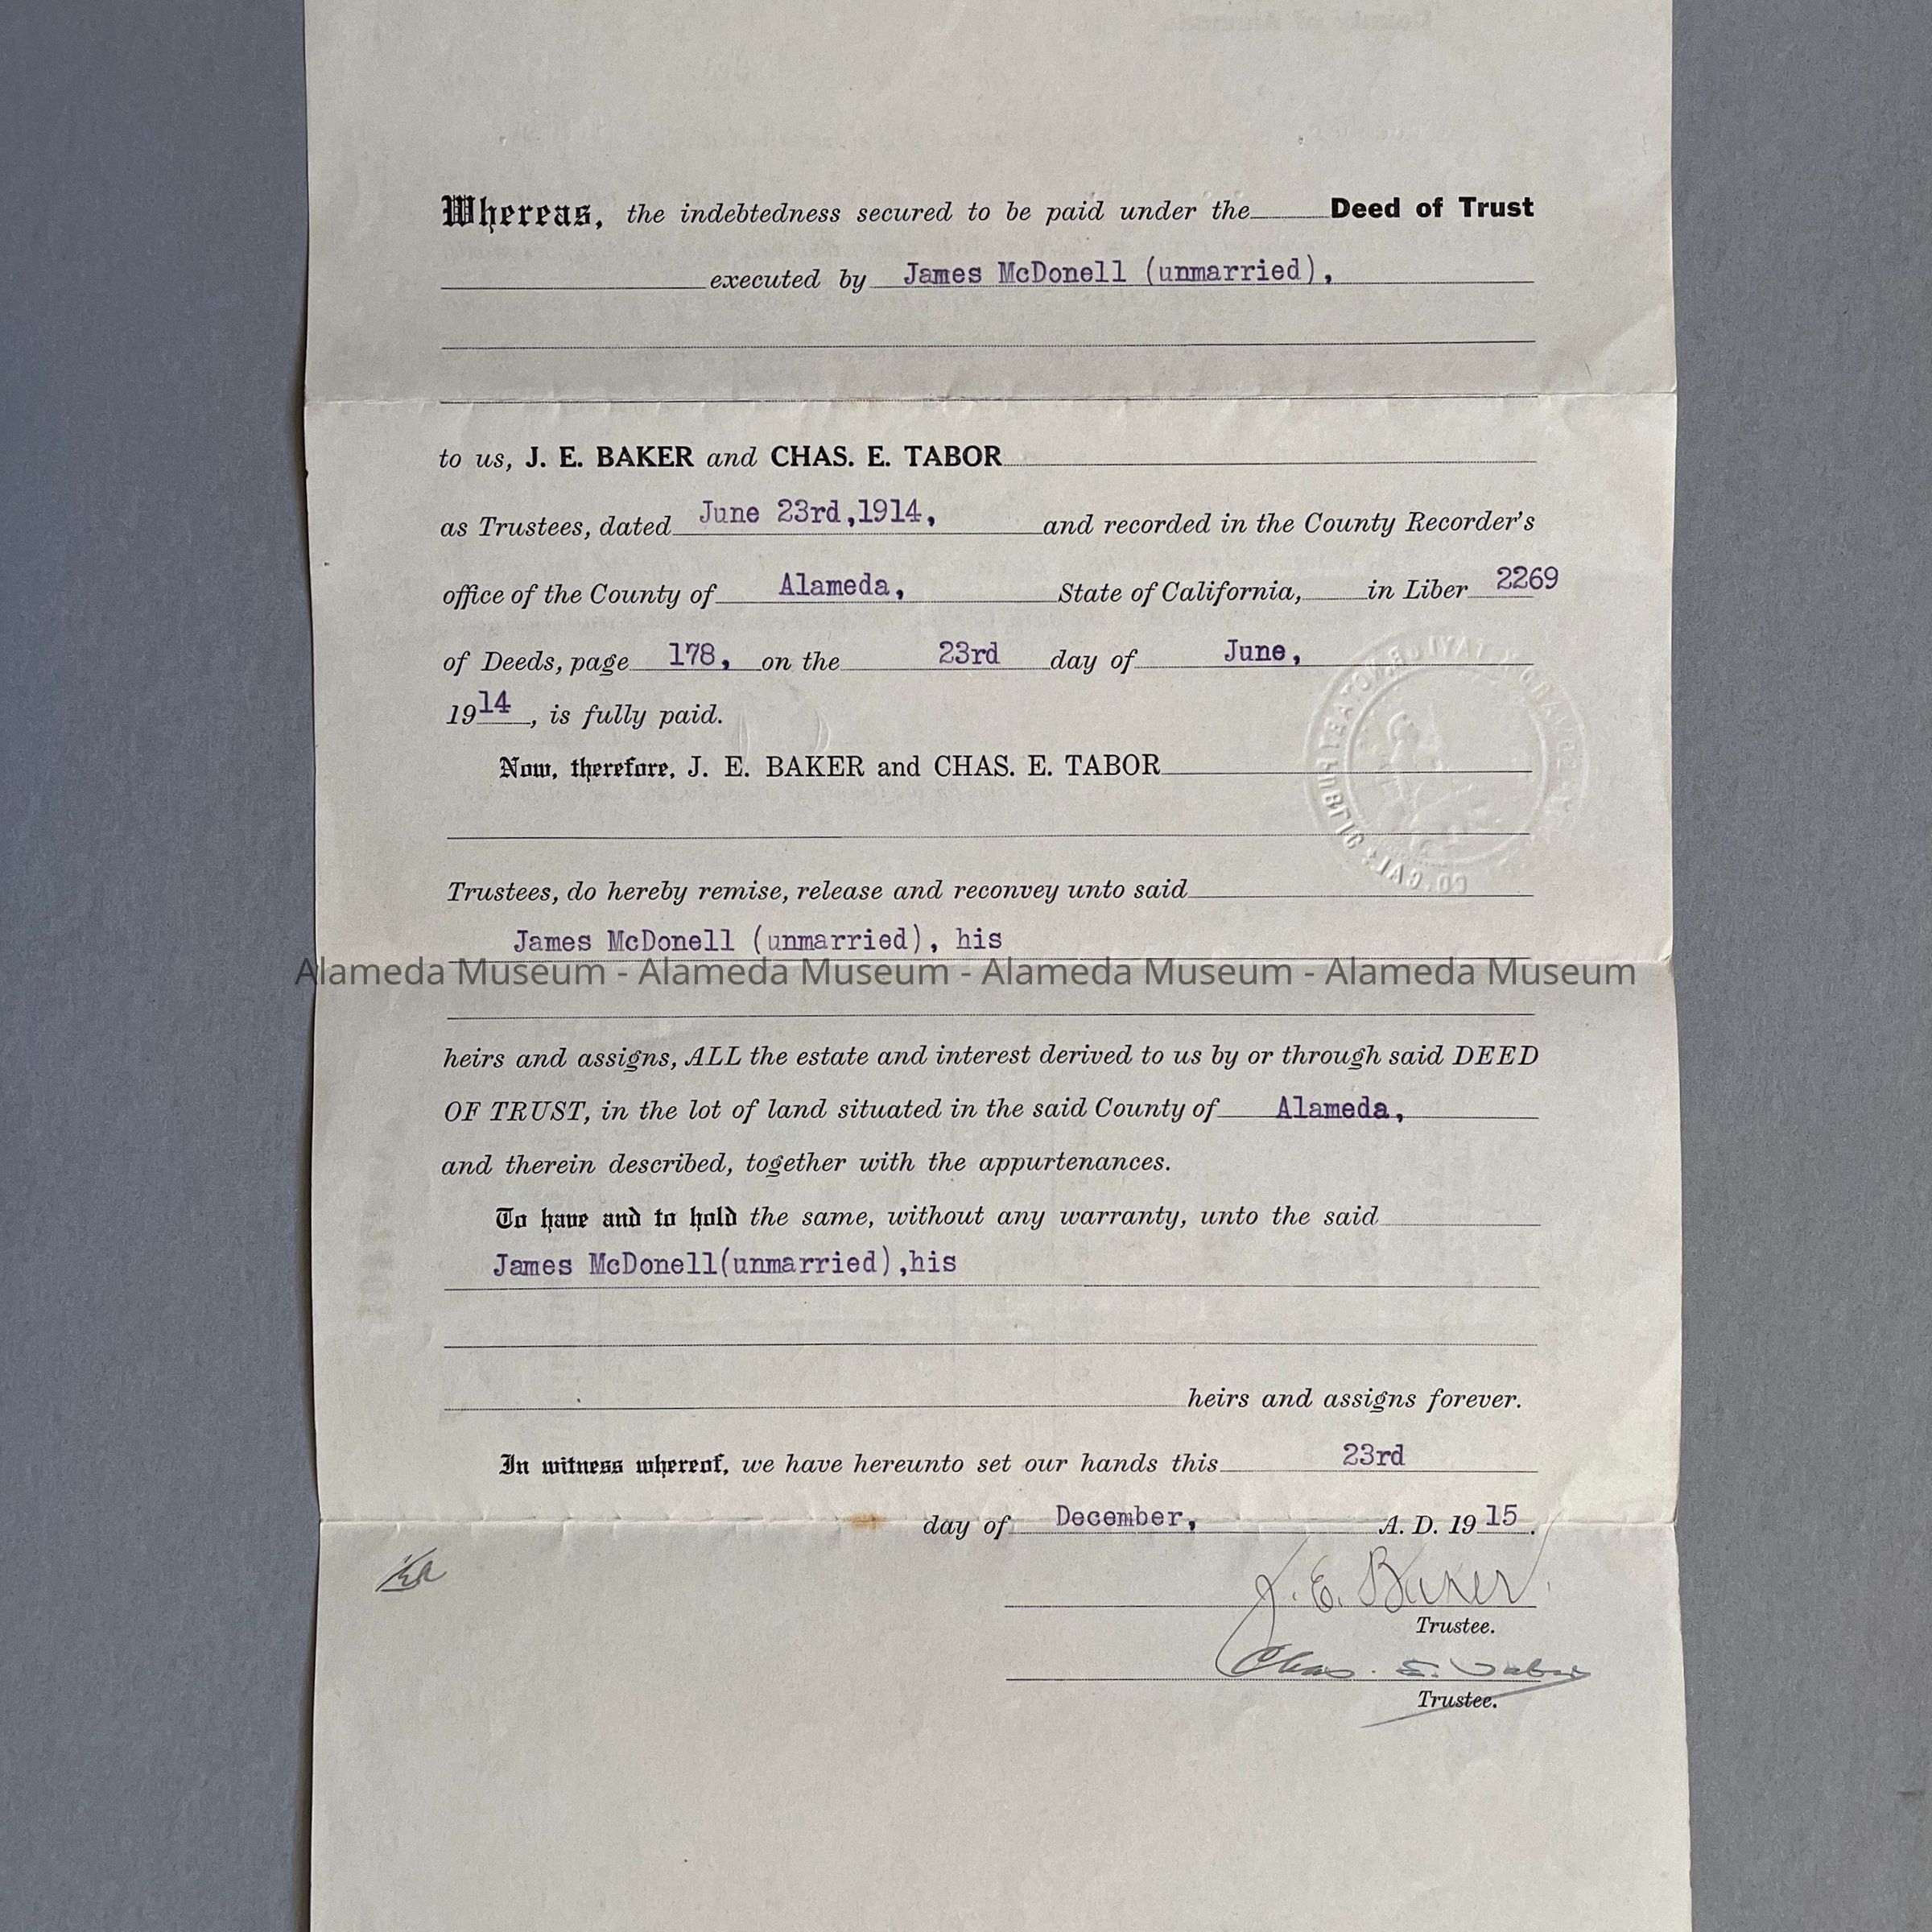 Whereas, the indebtedness secured to be paid under the Deed of Trust
executed by James McDonell (unmarried),
to us, J. E. BAKER and CHAS. E. TABOR
as Trustees, dated June 23rd,1914, and recorded in the County Recorder's
office of the County of Alameda, State of California, in Liber 2269
of Deeds, page 178, on the 23rd day of June,
1914, is fully paid.
Now, therefore, J. E. BAKER and CHAS. E. TABOR
Trustees, do hereby remise, release and reconvey unto said
James McDonell (unmarried), his
Alameda Museum - Alameda Museum - Alameda Museum - Alameda Museum
heirs and assigns, ALL the estate and interest derived to us by or through said DEED
OF TRUST, in the lot of land situated in the said County of Alameda,
and therein described, together with the appurtenances.
To have and to hold the same, without any warranty, unto the said
James McDonell(unmarried),his
heirs and assigns forever.
In witness whereof, we have hereunto set our hands this 23rd
day of December, A. D. 1915.
J. E. Baker
Trustee.
Chas. E. Tabor
Trustee.